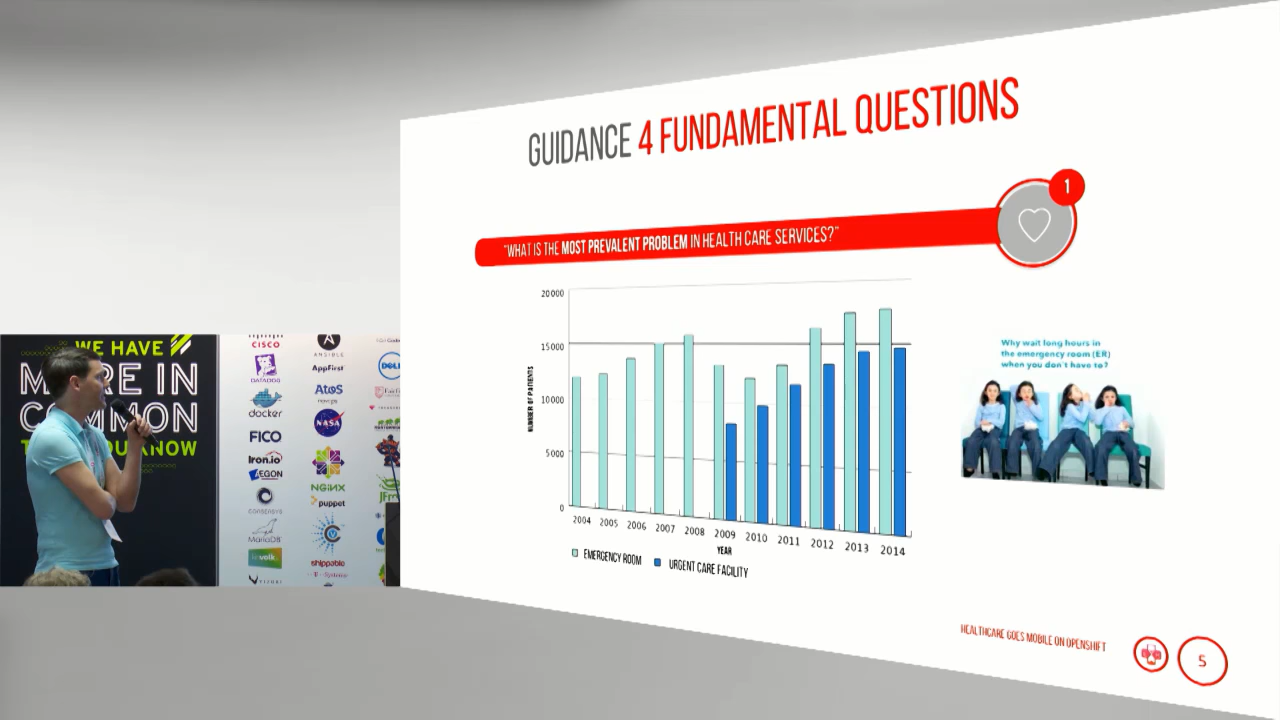 GUIDANCE 4 FUNDAMENTAL QUESTIONS
1
"WHAT IS THE MOST PREVALENT PROBLEM IN HEALTH CARE SERVICES?"
20000
15000
10000
5000
0
NUMBER OF PATIENTS
2004 2005 2006 2007 2008 2009 2010 2011 2012 2013 2014
YEAR
EMERGENCY ROOM URGENT CARE FACILITY
Why wait long hours in
the emergency room (ER)
when you don't have to?
HEALTHCARE GOES MOBILE ON OPENSHIFT
5
WE HAVE
IN
COMMON
KNOW
CISCO
DATADOG
docker
FICO
Iron.io
AEGON
MariaDB
ANSIBLE
AppFirst
AtoS
NASA
NGINX
puppet
shippable
DELL